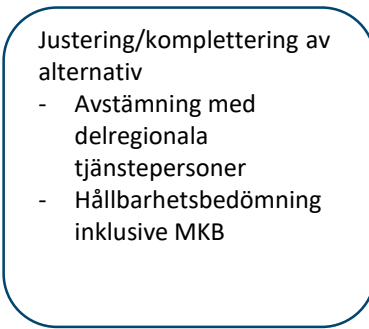 Justering/komplettering av
alternativ
- Avstämning med
delregionala
tjänstepersoner
- Hållbarhetsbedömning
inklusive MKB